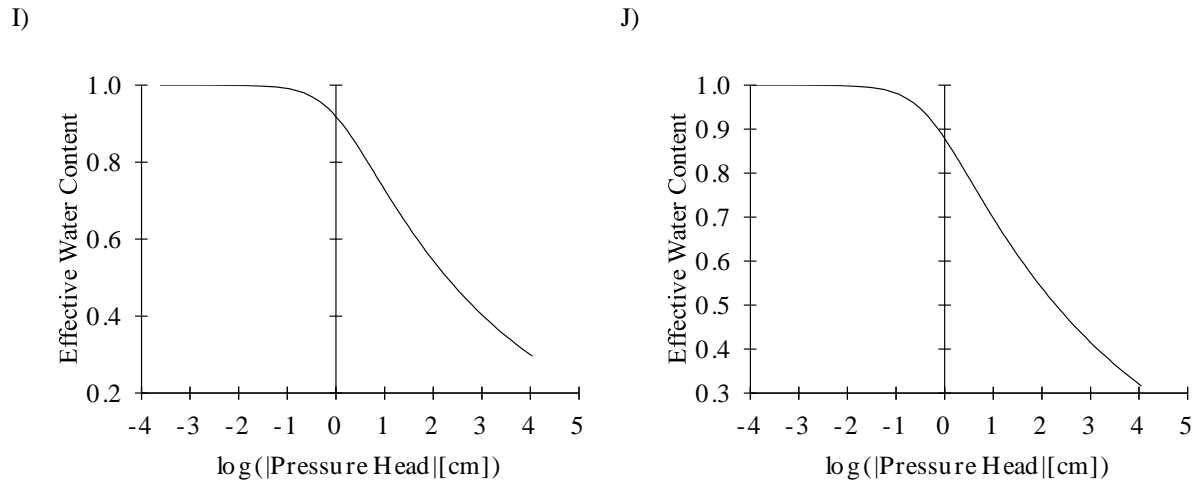 I)
1.0
0.8
0.6
0.4
0.2
Effective Water Content
-4 -3 -2 -1 0 1 2 3 4 5
log(|Pressure Head|[cm])
J)
1.0
0.9
0.8
0.7
0.6
0.5
0.4
0.3
Effective Water Content
-4 -3 -2 -1 0 1 2 3 4 5
log(|Pressure Head|[cm])